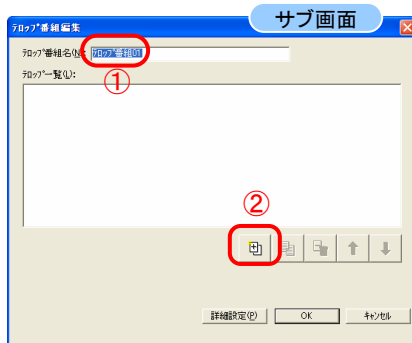 サブ画面
ﾃﾛｯﾌﾟ番組編集
ﾃﾛｯﾌﾟ番組名(N): ﾃﾛｯﾌﾟ番組01
①
ﾃﾛｯﾌﾟ一覧(L):
②
詳細設定(P) OK ｷｬﾝｾﾙ